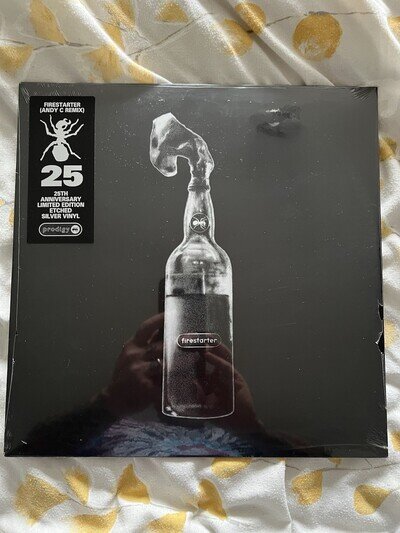 FIRESTARTER
(ANDY C REMIX)
25
25TH
ANNIVERSARY
LIMITED EDITION
ETCHED
SILVER VINYL
prodigy
firestarter